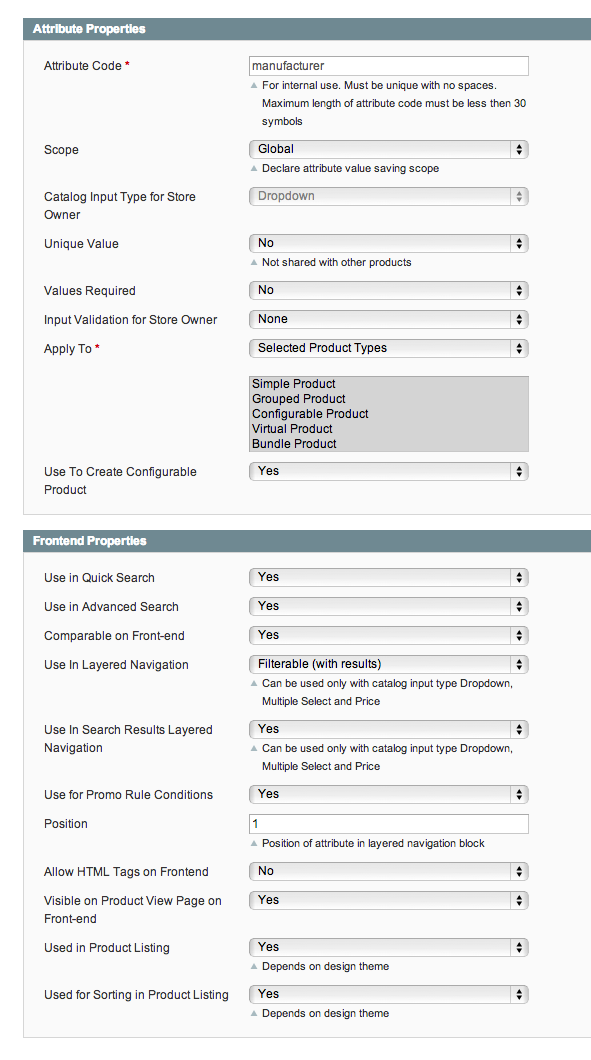 Attribute Properties
Attribute Code *
manufacturer
For internal use. Must be unique with no spaces.
Maximum length of attribute code must be less then 30
symbols
Scope
Global
Declare attribute value saving scope
Catalog Input Type for Store
Owner
Dropdown
Unique Value
No
Not shared with other products
Values Required
No
Input Validation for Store Owner
None
Apply To *
Selected Product Types
Simple Product
Grouped Product
Configurable Product
Virtual Product
Bundle Product
Use To Create Configurable
Product
Yes
Frontend Properties
Use in Quick Search
Yes
Use in Advanced Search
Yes
Comparable on Front-end
Yes
Use In Layered Navigation
Filterable (with results)
Can be used only with catalog input type Dropdown,
Multiple Select and Price
Use In Search Results Layered
Navigation
Yes
Can be used only with catalog input type Dropdown,
Multiple Select and Price
Use for Promo Rule Conditions
Yes
Position
1
Position of attribute in layered navigation block
Allow HTML Tags on Frontend
No
Visible on Product View Page on
Front-end
Yes
Used in Product Listing
Yes
Depends on design theme
Used for Sorting in Product Listing
Yes
Depends on design theme